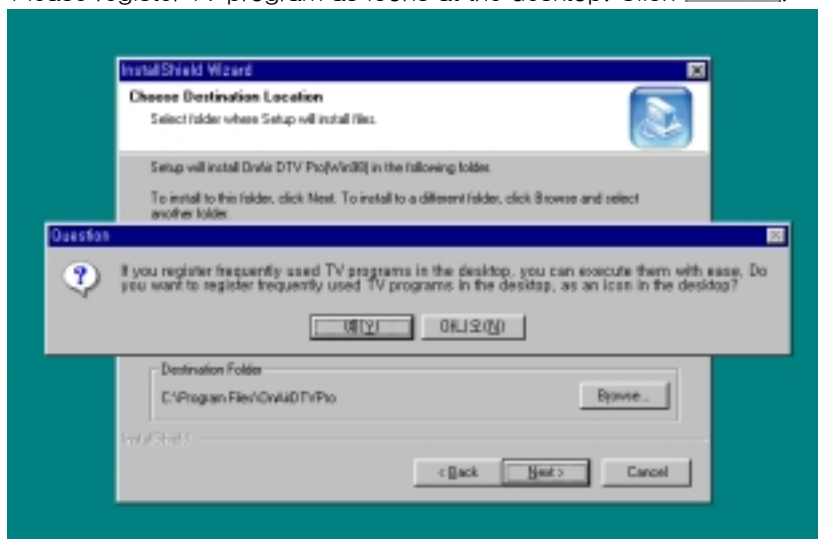 Please register TV program as icons at the desktop. Click
InstallShield Wizard
Choose Destination Location
Select folder where Setup will install files.
Setup will install OnAir DTV Pro(Win98) in the following folder.
To install to this folder, click Next. To install to a different folder, click Browse and select
another folder.
Question
If you register frequently used TV programs in the desktop, you can execute them with ease, Do
you want to register frequently used TV programs in the desktop, as an icon in the desktop?
예(Y) 아니오(N)
Destination Folder
C:\Program Files\OnAirDTVPro
Browse...
InstallShield
< Back Next > Cancel